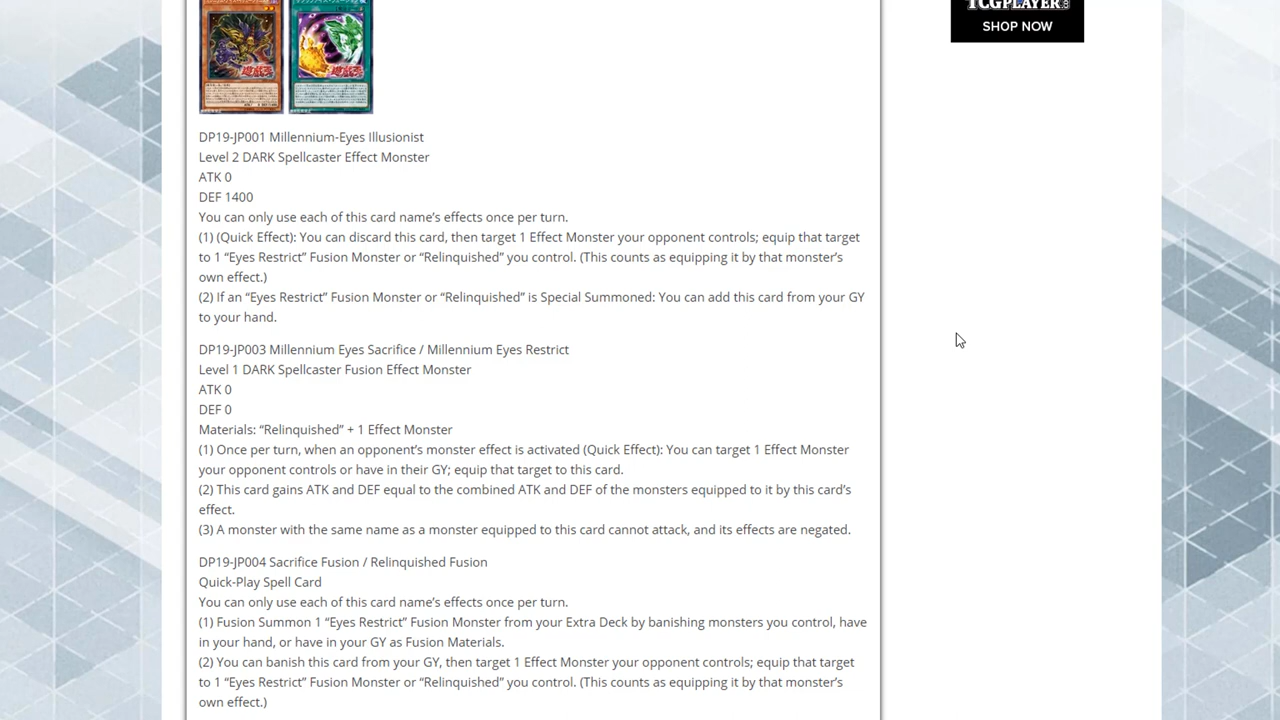 TCGPLAYER
SHOP NOW
DP19-JP001 Millennium-Eyes Illusionist
Level 2 DARK Spellcaster Effect Monster
ATK 0
DEF 1400
You can only use each of this card name’s effects once per turn.
(1) (Quick Effect): You can discard this card, then target 1 Effect Monster your opponent controls; equip that target
to 1 “Eyes Restrict” Fusion Monster or “Relinquished” you control. (This counts as equipping it by that monster’s
own effect.)
(2) If an “Eyes Restrict” Fusion Monster or “Relinquished” is Special Summoned: You can add this card from your GY
to your hand.
DP19-JP003 Millennium Eyes Sacrifice / Millennium Eyes Restrict
Level 1 DARK Spellcaster Fusion Effect Monster
ATK 0
DEF 0
Materials: “Relinquished” + 1 Effect Monster
(1) Once per turn, when an opponent’s monster effect is activated (Quick Effect): You can target 1 Effect Monster
your opponent controls or have in their GY; equip that target to this card.
(2) This card gains ATK and DEF equal to the combined ATK and DEF of the monsters equipped to it by this card’s
effect.
(3) A monster with the same name as a monster equipped to this card cannot attack, and its effects are negated.
DP19-JP004 Sacrifice Fusion / Relinquished Fusion
Quick-Play Spell Card
You can only use each of this card name’s effects once per turn.
(1) Fusion Summon 1 “Eyes Restrict” Fusion Monster from your Extra Deck by banishing monsters you control, have
in your hand, or have in your GY as Fusion Materials.
(2) You can banish this card from your GY, then target 1 Effect Monster your opponent controls; equip that target
to 1 “Eyes Restrict” Fusion Monster or “Relinquished” you control. (This counts as equipping it by that monster’s
own effect.)